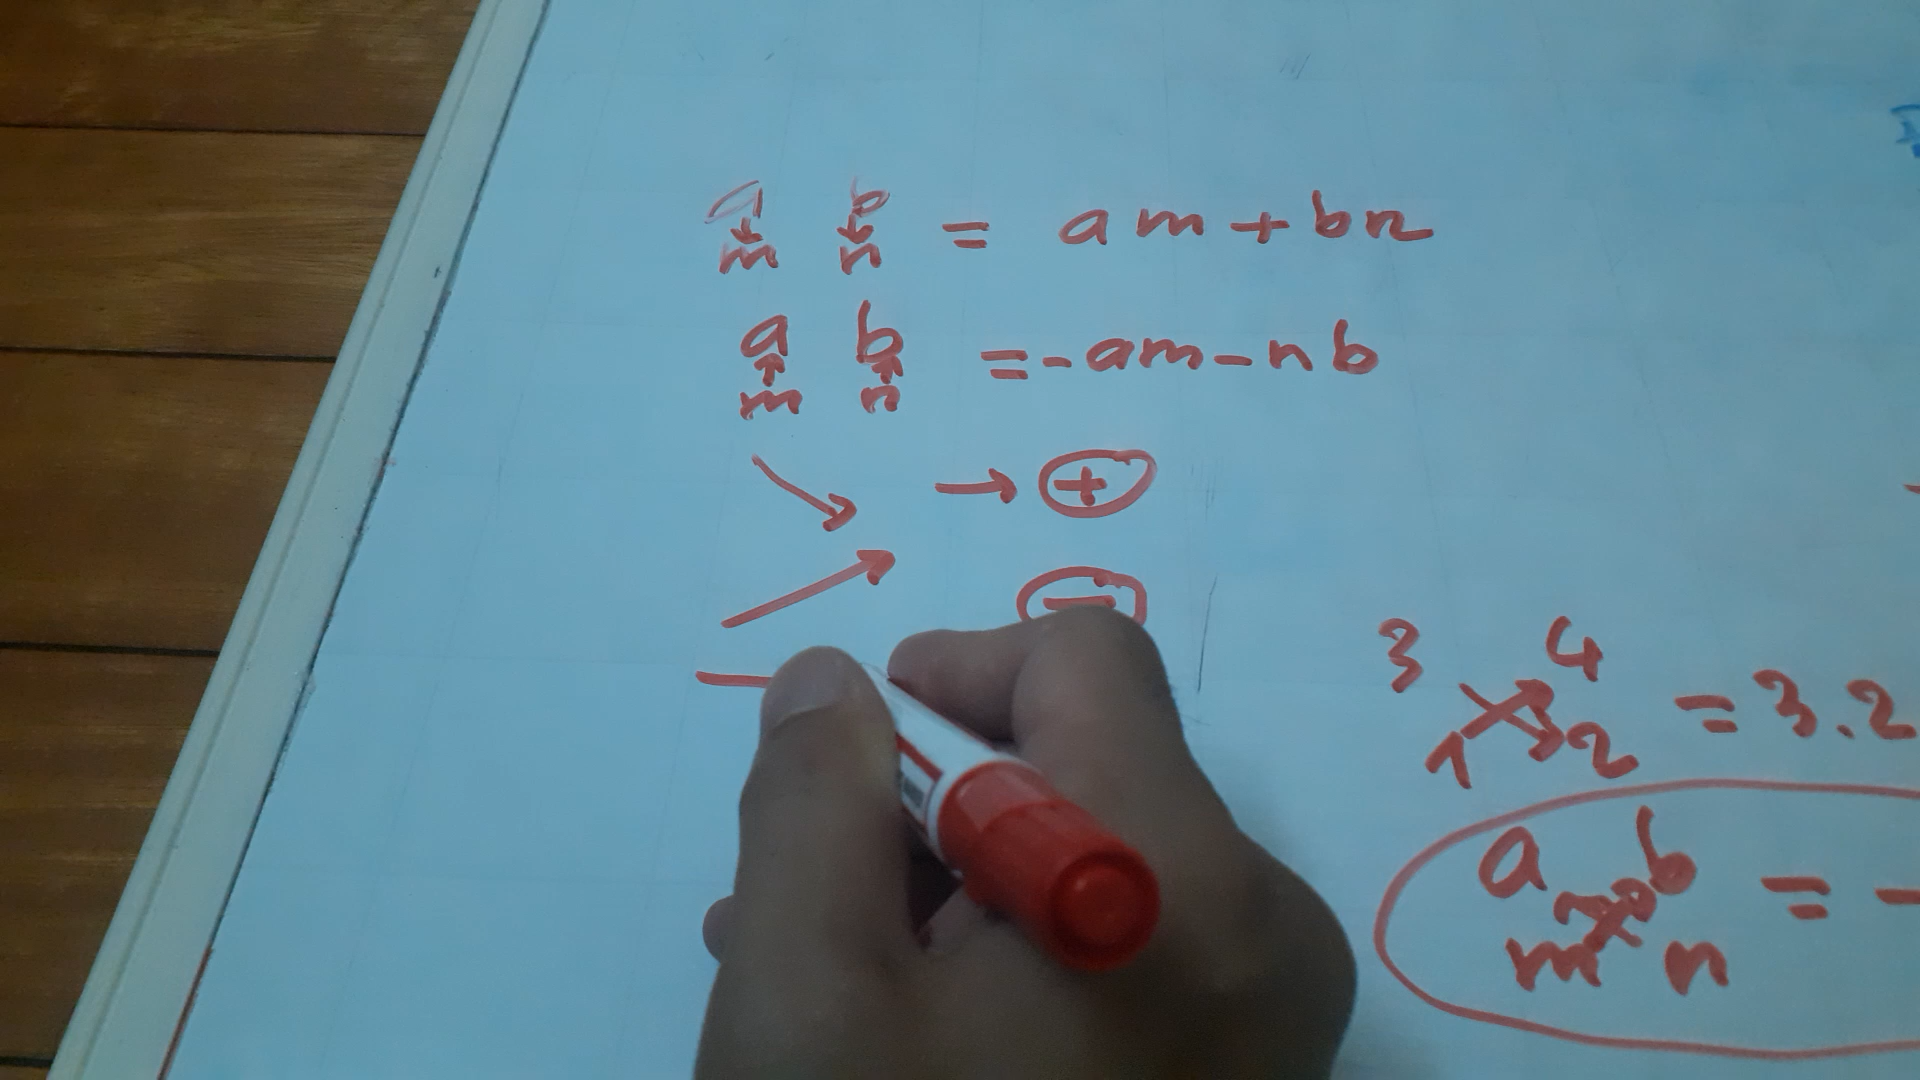 a b = am + bn
m n
a b = - am - nb
m n
→ +
-
3 4 = 3.2
1 2
a b = -
m n